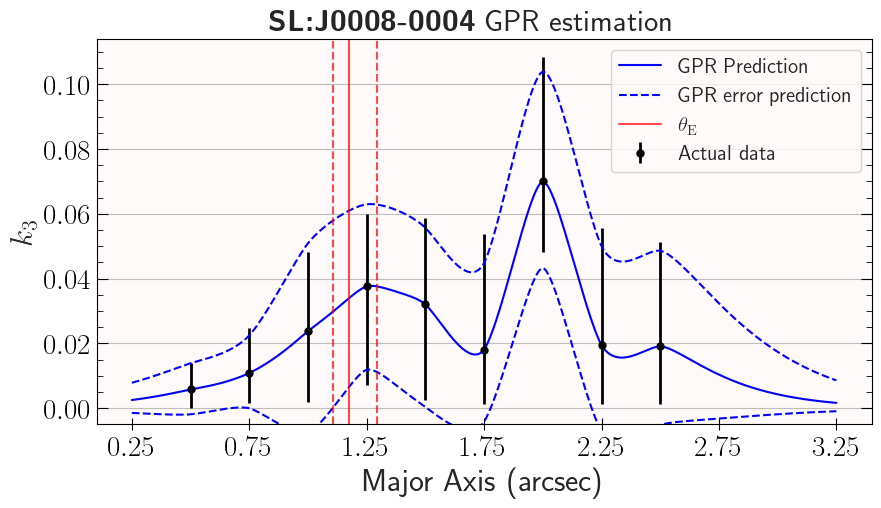 SL:J0008-0004 GPR estimation
GPR Prediction
GPR error prediction
θE
Actual data
0.10
0.08
0.06
0.04
0.02
0.00
k3
0.25 0.75 1.25 1.75 2.25 2.75 3.25
Major Axis (arcsec)